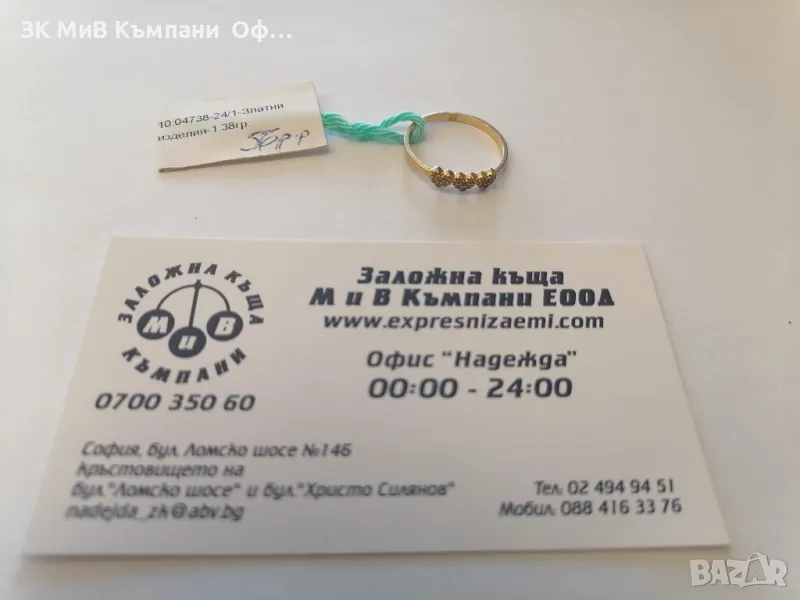 ЗК МиВ Къмпани Оф...
10:04738-24/1-Златни
изделия-1.38гр.
ЗАЛОЖНА КЪЩА
М и В
КЪМПАНИ
0700 350 60
Заложна къща
М и В Къмпани ЕООД
www.expresnizaemi.com
Офис "Надежда"
00:00 - 24:00
София, бул. Ломско шосе №146
Кръстовището на
бул."Ломско шосе" и бул."Христо Силянов"
nadejda_zk@abv.bg
Тел: 02 494 94 51
Мобил: 088 416 33 76
BAZAR